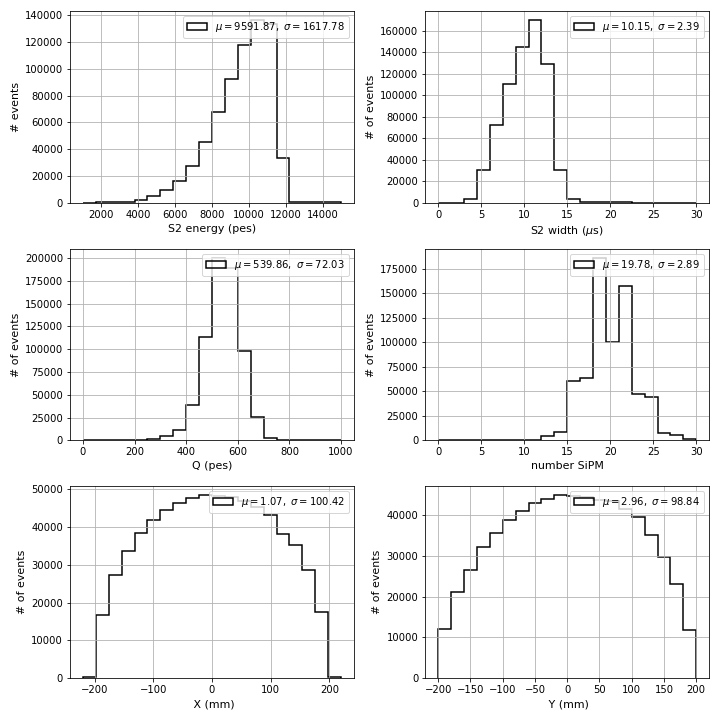 140000
120000
100000
80000
60000
40000
20000
0
# events
μ = 9591.87, σ = 1617.78
2000 4000 6000 8000 10000 12000 14000
S2 energy (pes)
160000
140000
120000
100000
80000
60000
40000
20000
0
# of events
μ = 10.15, σ = 2.39
0 5 10 15 20 25 30
S2 width (μs)
200000
175000
150000
125000
100000
75000
50000
25000
0
# of events
μ = 539.86, σ = 72.03
0 200 400 600 800 1000
Q (pes)
175000
150000
125000
100000
75000
50000
25000
0
# of events
μ = 19.78, σ = 2.89
0 5 10 15 20 25 30
number SiPM
50000
40000
30000
20000
10000
0
# of events
μ = 1.07, σ = 100.42
−200 −100 0 100 200
X (mm)
40000
30000
20000
10000
0
# of events
μ = 2.96, σ = 98.84
−200 −150 −100 −50 0 50 100 150 200
Y (mm)